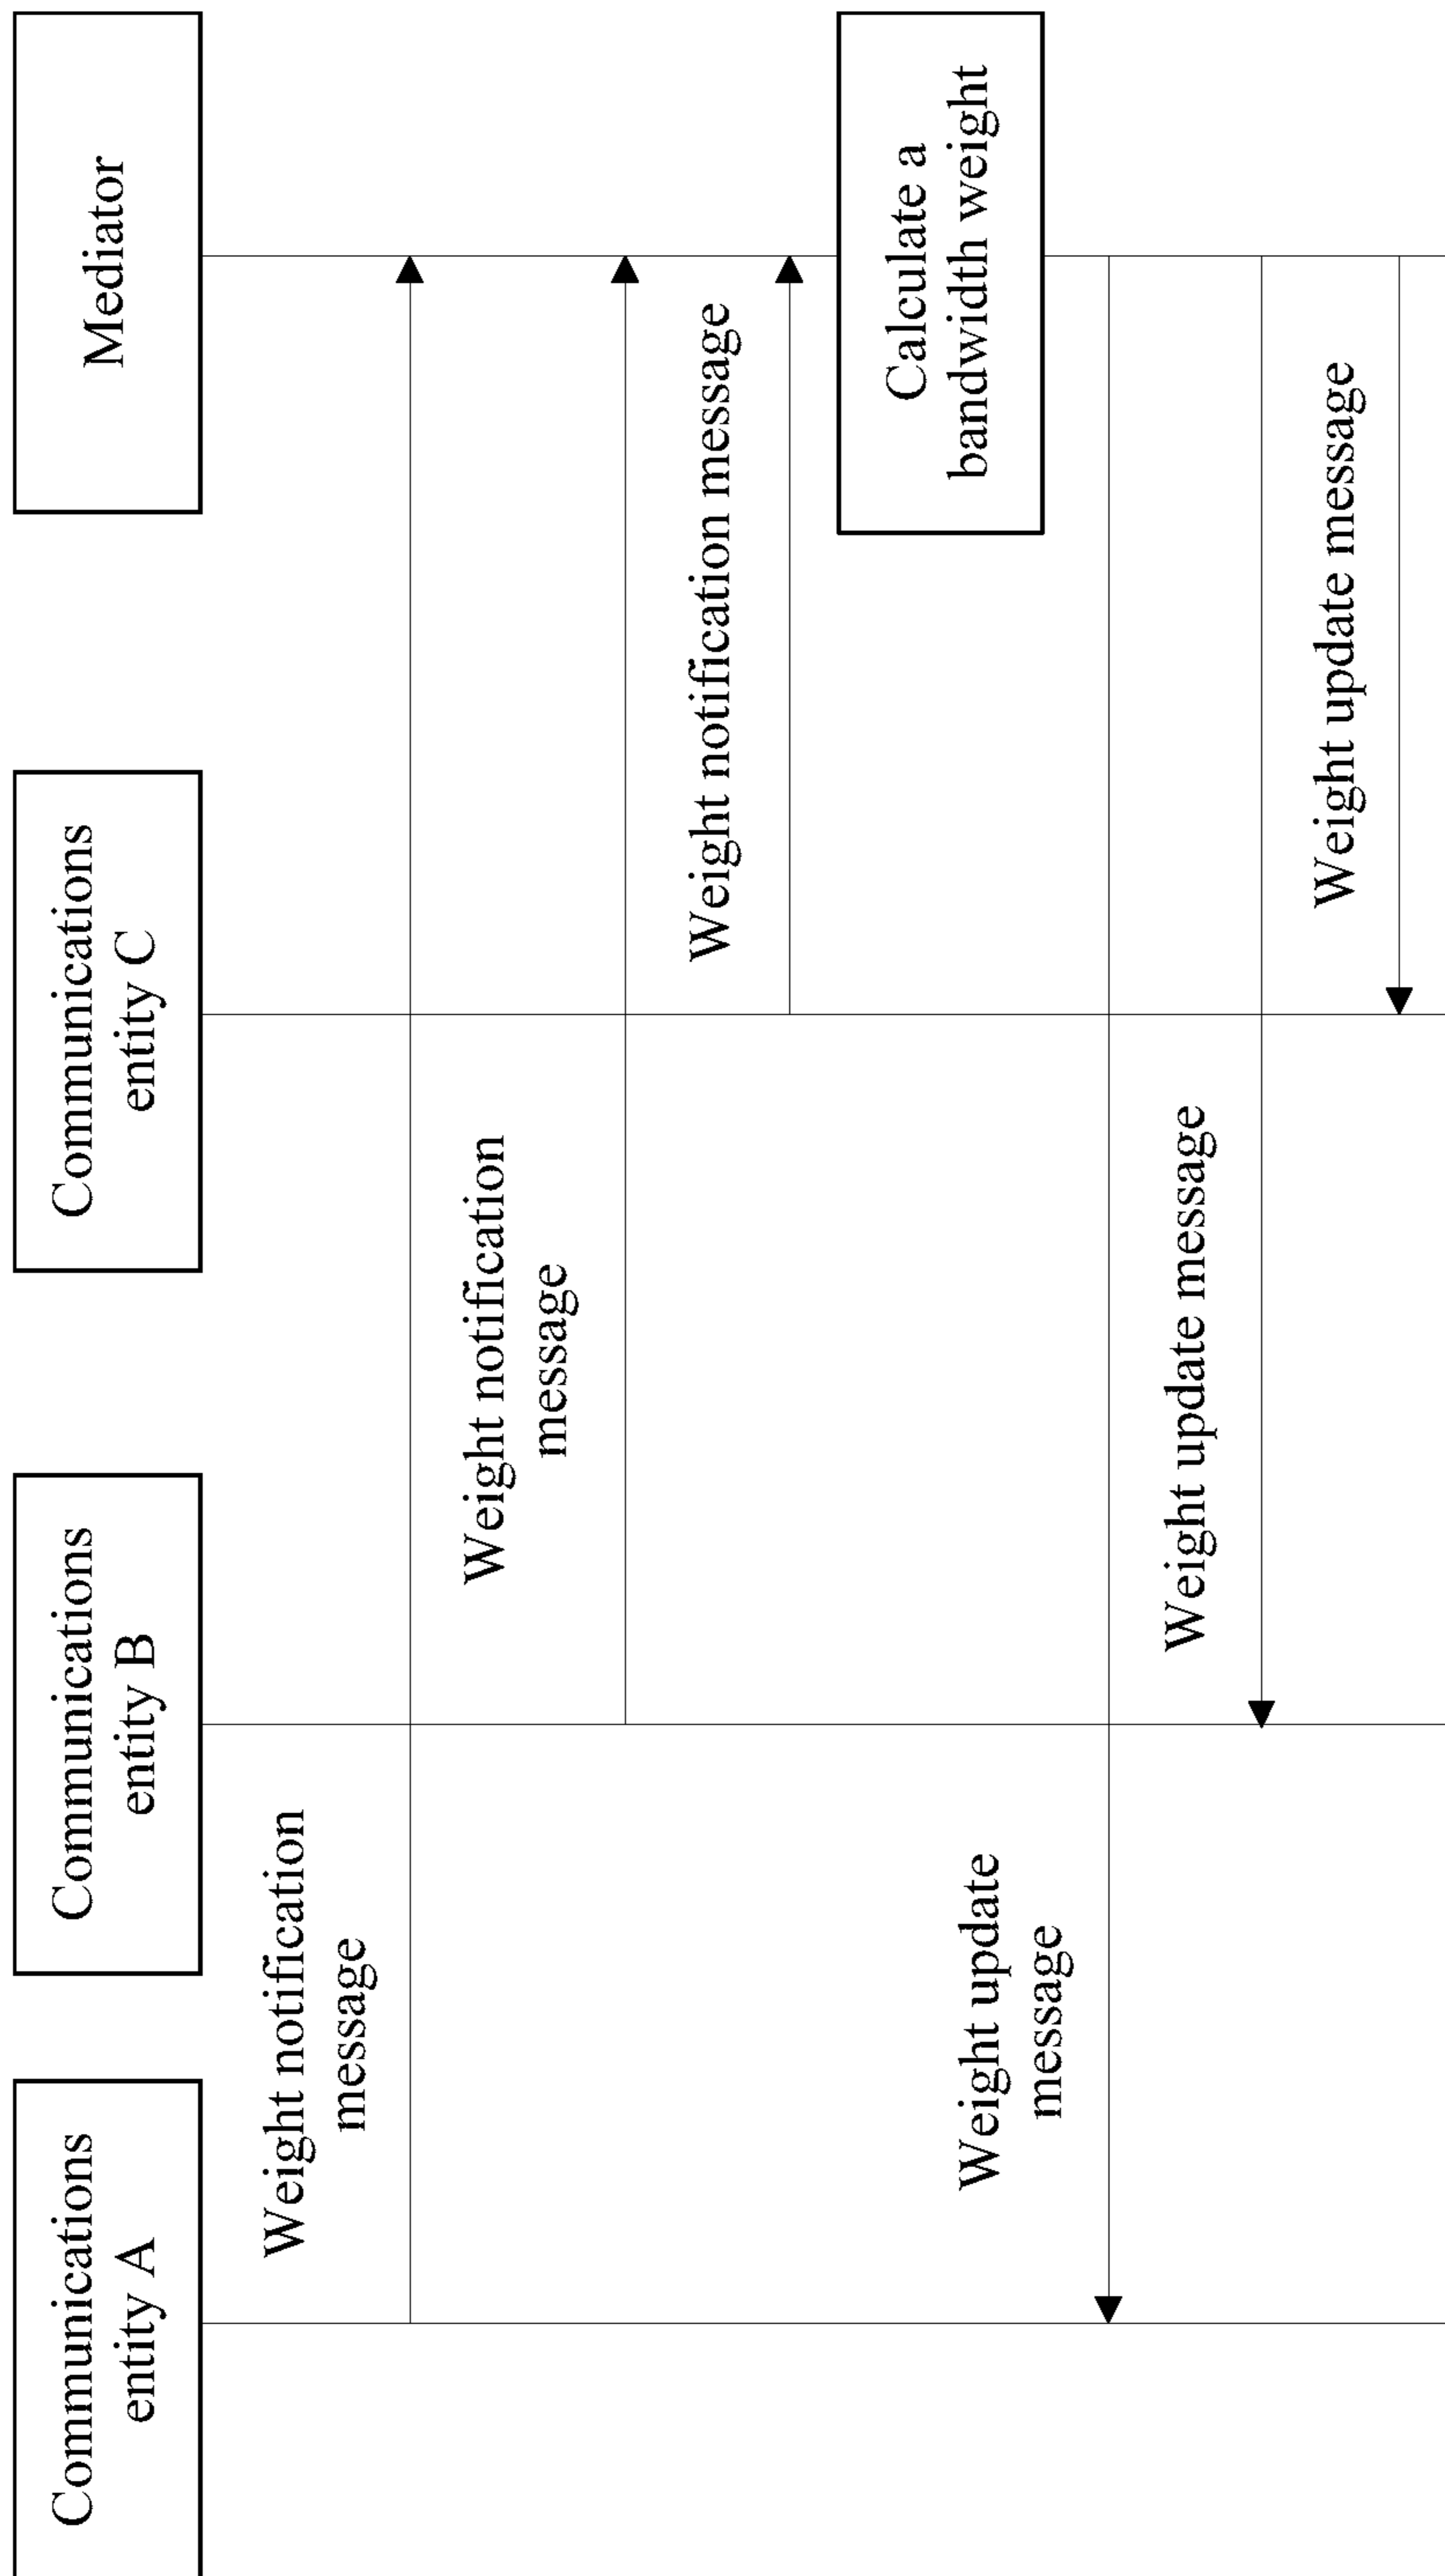 Communications
entity A
Communications
entity B
Communications
entity C
Mediator
Weight notification
message
Weight notification
message
Weight notification message
Calculate a
bandwidth weight
Weight update
message
Weight update message
Weight update message